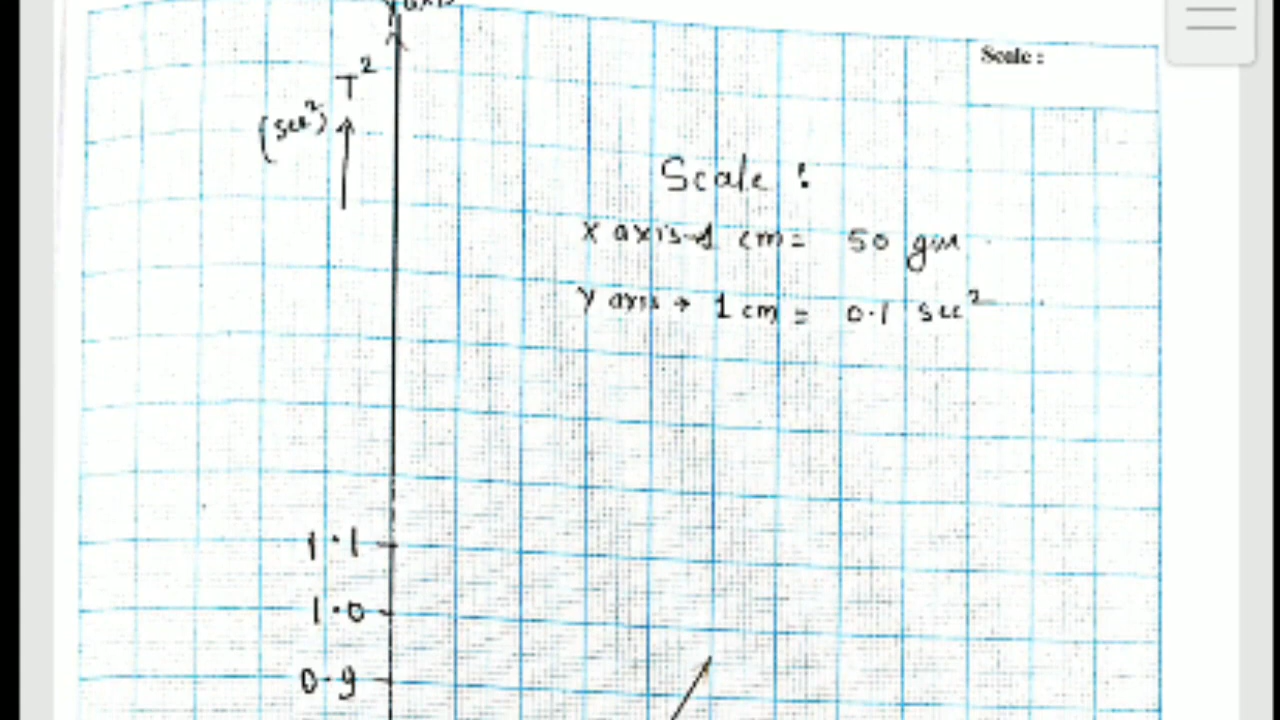 Y axis
Scale :
T²
(sec²)
Scale :
X axis → 1 cm = 50 gm
Y axis → 1 cm = 0.1 sec²
1.1
1.0
0.9